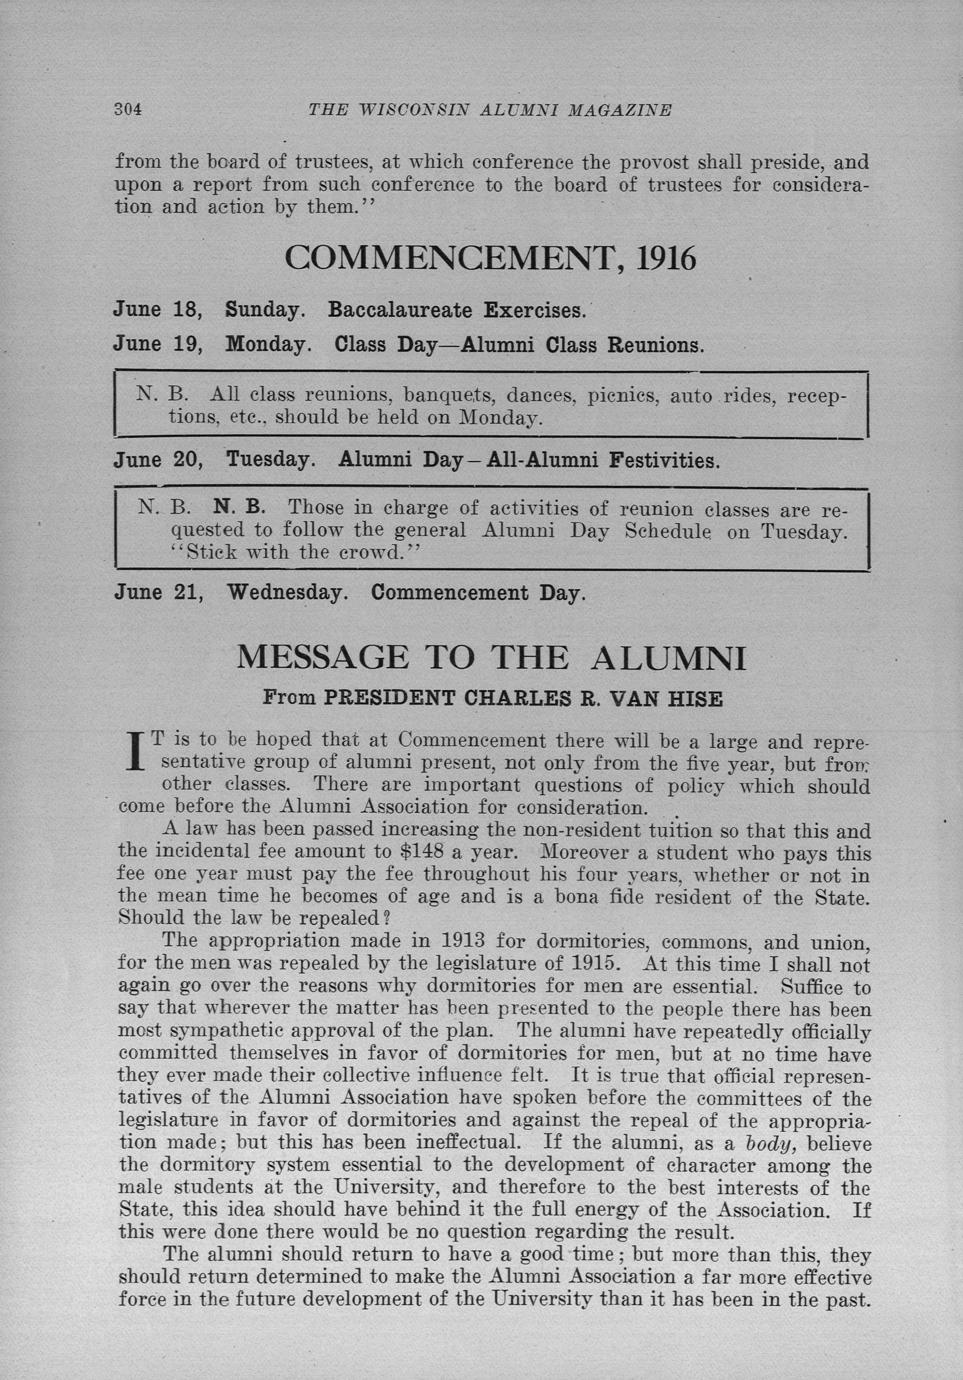 304 THE WISCONSIN ALUMNI MAGAZINE
from the board of trustees, at which conference the provost shall preside, and
upon a report from such conference to the board of trustees for considera-
tion and action by them.''
COMMENCEMENT, 1916
June 18, Sunday. Baccalaureate Exercises.
June 19, Monday. Class Day—Alumni Class Reunions.
N. B. All class reunions, banquets, dances, picnics, auto rides, recep-
tions, etc., should be held on Monday.
June 20, Tuesday. Alumni Day—All-Alumni Festivities.
N. B. N. B. Those in charge of activities of reunion classes are re-
quested to follow the general Alumni Day Schedule on Tuesday.
``Stick with the crowd.''
June 21, Wednesday. Commencement Day.
MESSAGE TO THE ALUMNI
From PRESIDENT CHARLES R. VAN HISE
IT is to be hoped that at Commencement there will be a large and repre-
sentative group of alumni present, not only from the five year, but from
other classes. There are important questions of policy which should
come before the Alumni Association for consideration.
A law has been passed increasing the non-resident tuition so that this and
the incidental fee amount to $148 a year. Moreover a student who pays this
fee one year must pay the fee throughout his four years, whether or not in
the mean time he becomes of age and is a bona fide resident of the State.
Should the law be repealed?
The appropriation made in 1913 for dormitories, commons, and union,
for the men was repealed by the legislature of 1915. At this time I shall not
again go over the reasons why dormitories for men are essential. Suffice to
say that wherever the matter has been presented to the people there has been
most sympathetic approval of the plan. The alumni have repeatedly officially
committed themselves in favor of dormitories for men, but at no time have
they ever made their collective influence felt. It is true that official represen-
tatives of the Alumni Association have spoken before the committees of the
legislature in favor of dormitories and against the repeal of the appropria-
tion made; but this has been ineffectual. If the alumni, as a body, believe
the dormitory system essential to the development of character among the
male students at the University, and therefore to the best interests of the
State, this idea should have behind it the full energy of the Association. If
this were done there would be no question regarding the result.
The alumni should return to have a good time; but more than this, they
should return determined to make the Alumni Association a far more effective
force in the future development of the University than it has been in the past.